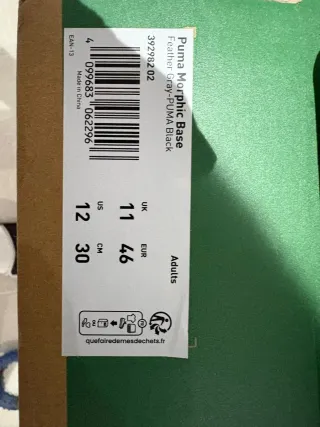 Puma Morphic Base
Feather Gray-PUMA Black
392982 02
4 099683 062296
EAN-13
Made in China
Adults
UK EUR
11 46
US CM
12 30
FR
quefairedemesdechets.fr